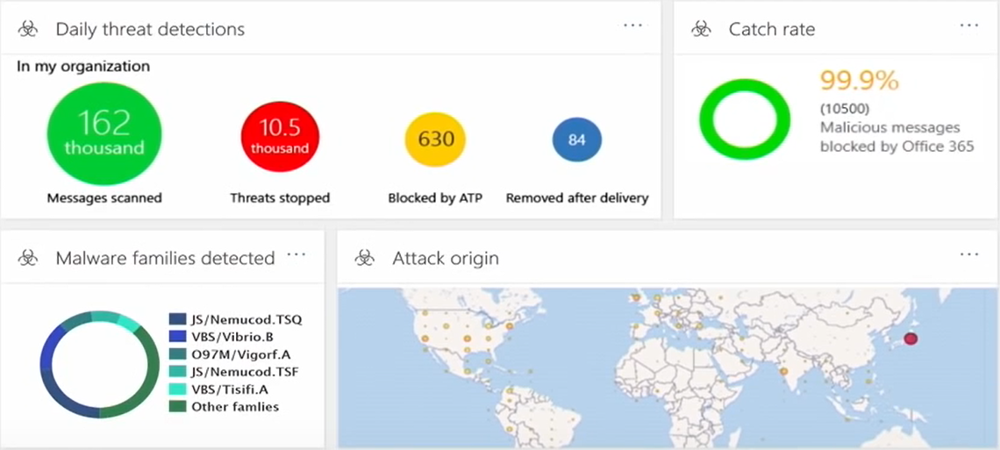 Daily threat detections
...
In my organization
162
thousand
Messages scanned
10.5
thousand
Threats stopped
630
Blocked by ATP
84
Removed after delivery
Catch rate
...
99.9%
(10500)
Malicious messages
blocked by Office 365
Malware families detected
...
JS/Nemucod.TSQ
VBS/Vibrio.B
O97M/Vigorf.A
JS/Nemucod.TSF
VBS/Tisifi.A
Other famlies
Attack origin
...